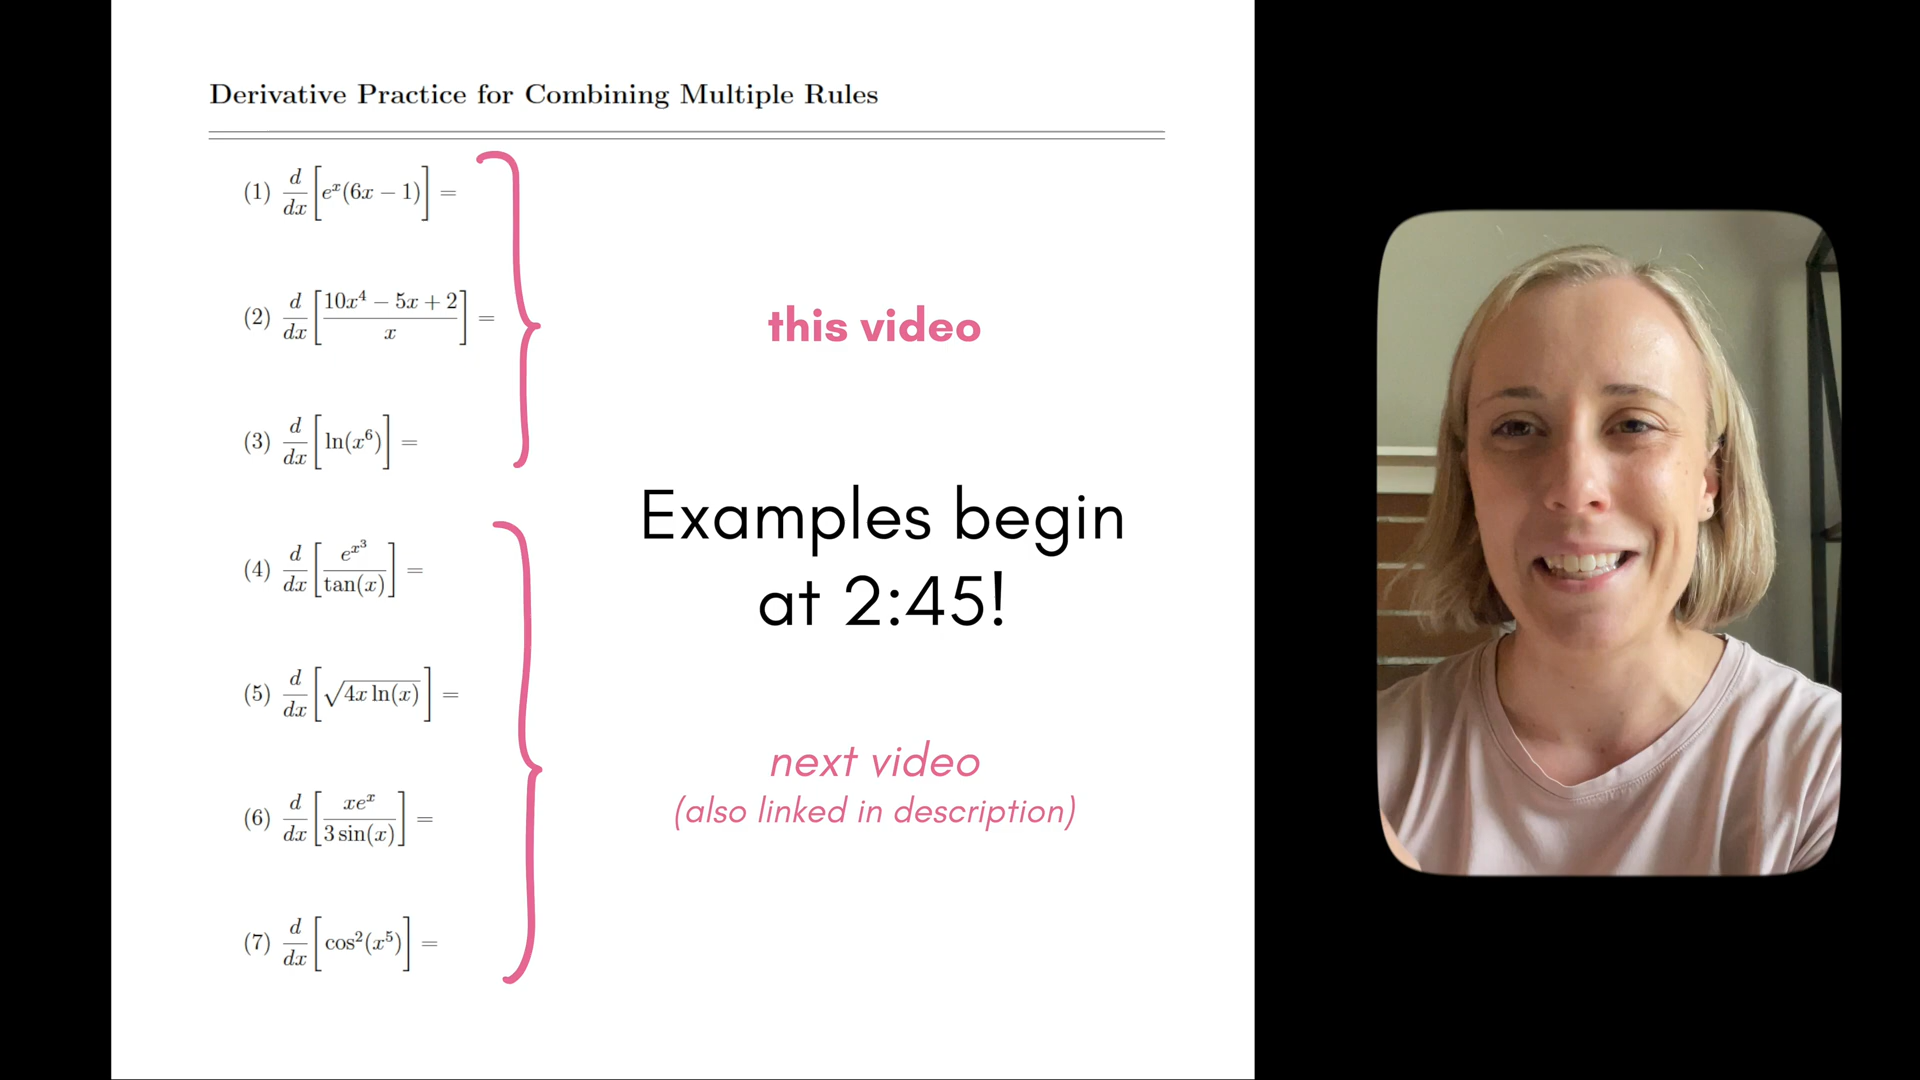 Derivative Practice for Combining Multiple Rules
(1) d/dx [e^x(6x − 1)] =
(2) d/dx [(10x^4 − 5x + 2)/x] =
(3) d/dx [ln(x^6)] =
this video
Examples begin
at 2:45!
(4) d/dx [e^{x^3}/tan(x)] =
(5) d/dx [√(4x ln(x))] =
(6) d/dx [xe^x/(3 sin(x))] =
(7) d/dx [cos^2(x^5)] =
next video
(also linked in description)